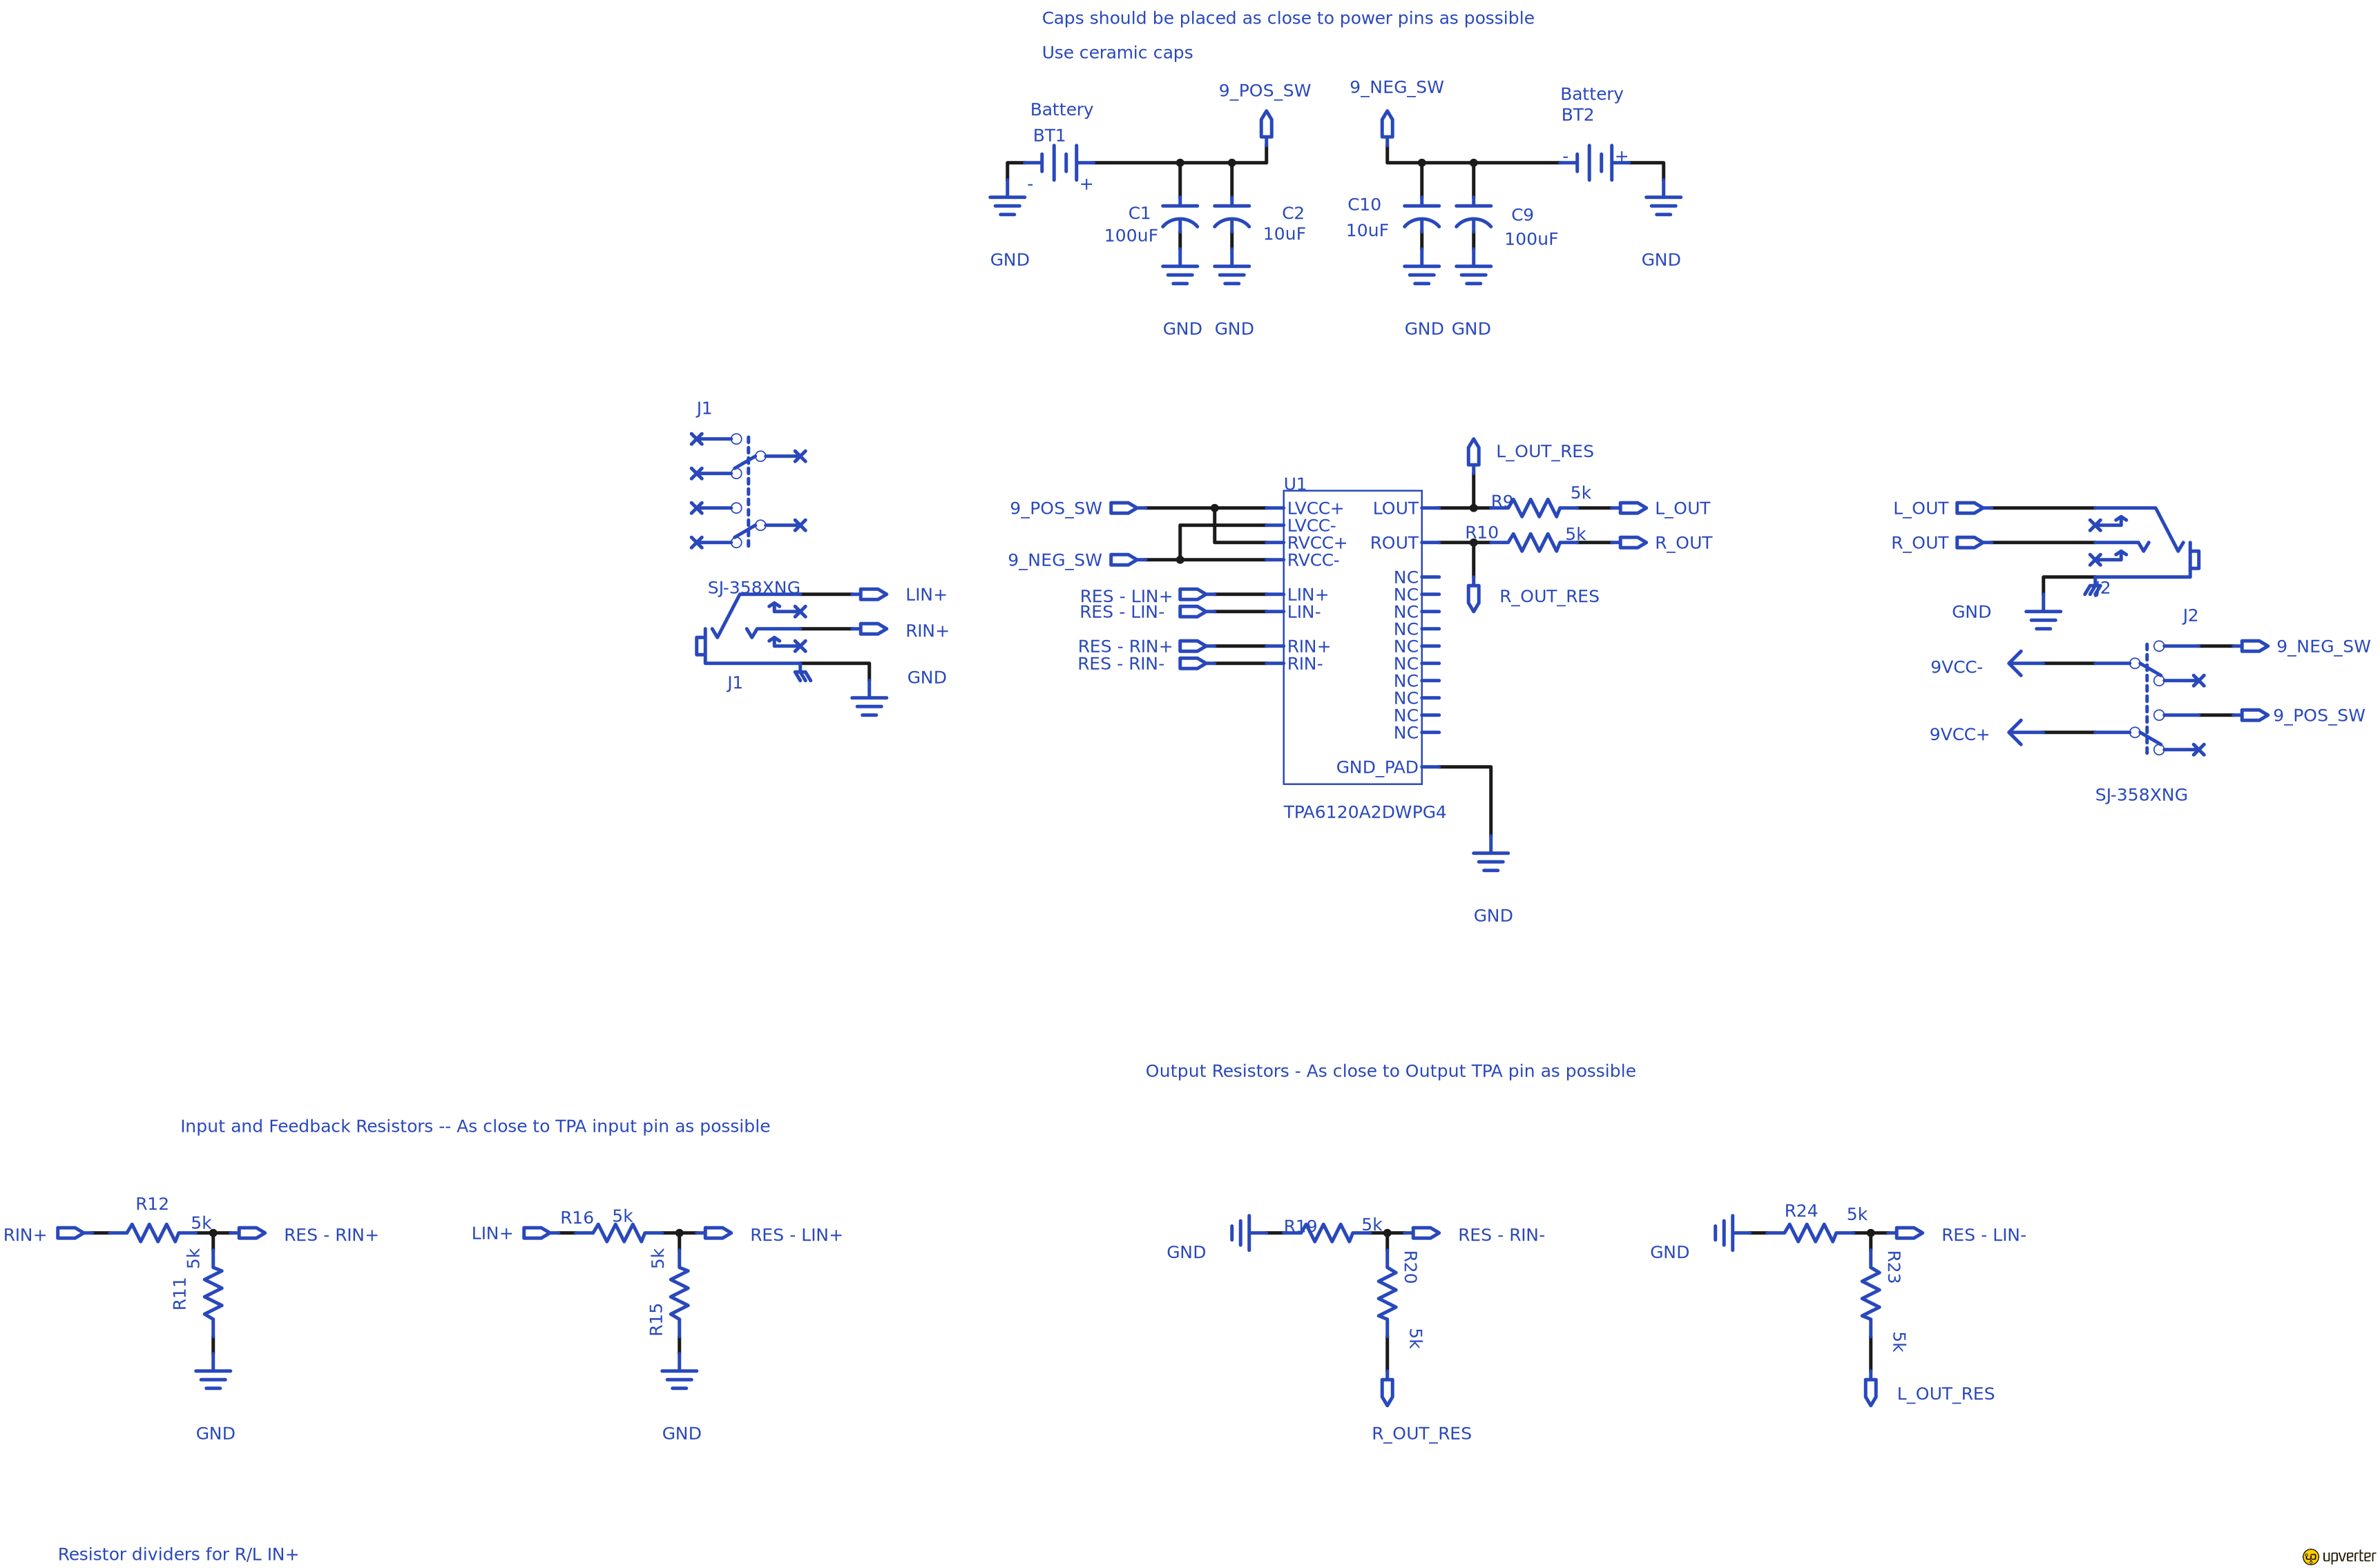 Caps should be placed as close to power pins as possible
Use ceramic caps
9_POS_SW
9_NEG_SW
Battery
BT1
-
+
Battery
BT2
-
+
C1
100uF
C2
10uF
C10
10uF
C9
100uF
GND
GND
GND
GND
GND
GND
J1
SJ-358XNG
LIN+
RIN+
GND
J1
9_POS_SW
9_NEG_SW
RES - LIN+
RES - LIN-
RES - RIN+
RES - RIN-
U1
LVCC+
LVCC-
RVCC+
RVCC-
LIN+
LIN-
RIN+
RIN-
LOUT
ROUT
NC
NC
NC
NC
NC
NC
NC
NC
NC
NC
GND_PAD
TPA6120A2DWPG4
GND
L_OUT_RES
R9
5k
L_OUT
R10
5k
R_OUT
R_OUT_RES
L_OUT
R_OUT
GND
J2
J2
9_NEG_SW
9VCC-
9_POS_SW
9VCC+
SJ-358XNG
Output Resistors - As close to Output TPA pin as possible
Input and Feedback Resistors -- As close to TPA input pin as possible
RIN+
R12
5k
RES - RIN+
5k
R11
GND
LIN+
R16
5k
RES - LIN+
5k
R15
GND
GND
R19
5k
RES - RIN-
R20
5k
R_OUT_RES
GND
R24
5k
RES - LIN-
R23
5k
L_OUT_RES
Resistor dividers for R/L IN+
up upverter